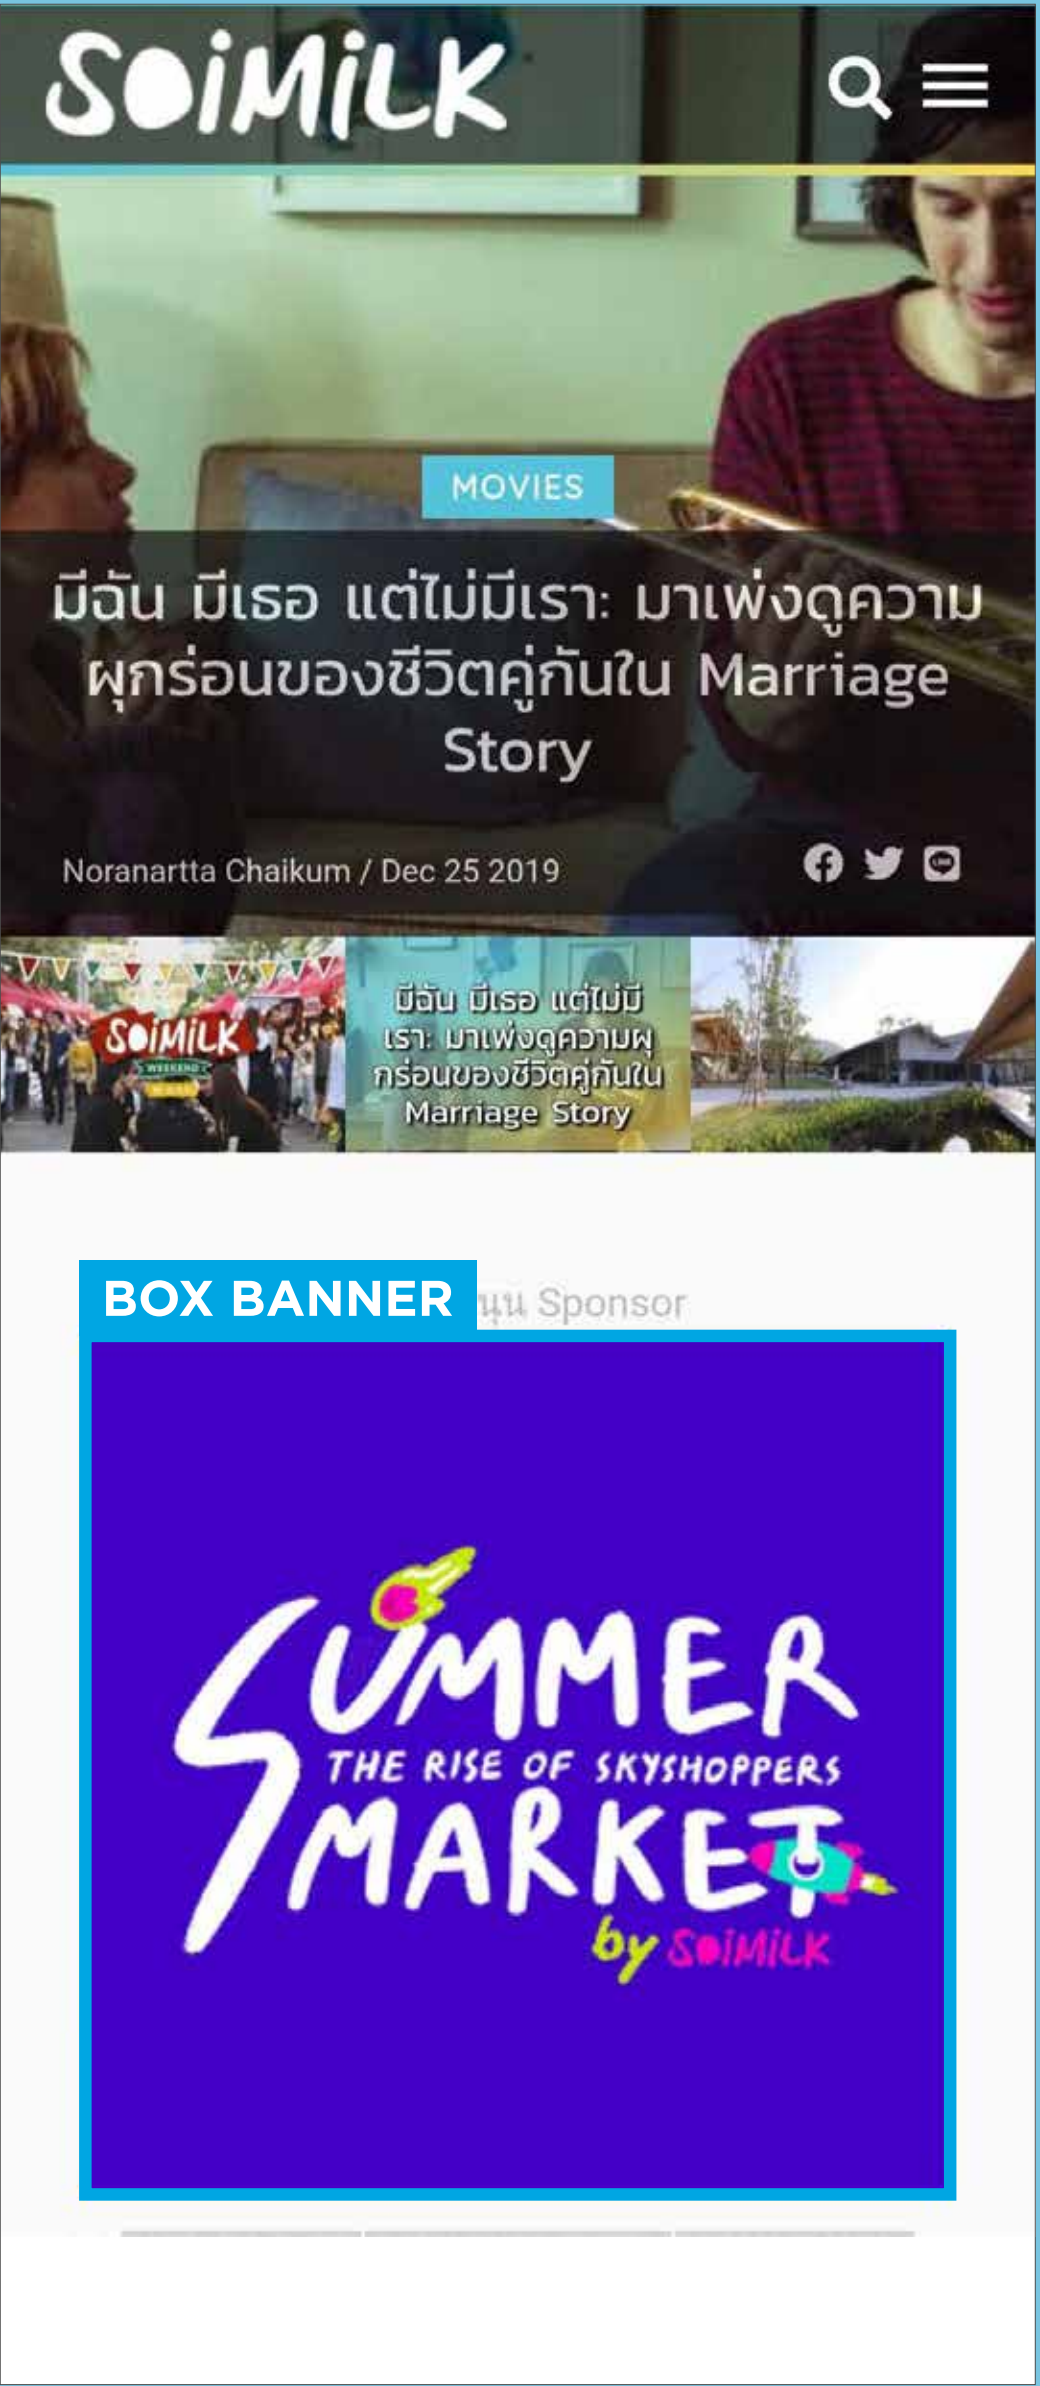 SOiMiLK
MOVIES
มีฉัน มีเธอ แต่ไม่มีเรา: มาเพ่งดูความ
ผุกร่อนของชีวิตคู่กันใน Marriage
Story
Noranartta Chaikum / Dec 25 2019
SOiMiLK
WEEKEND
มีฉัน มีเธอ แต่ไม่มี
เรา: มาเพ่งดูความผุ
กร่อนของชีวิตคู่กันใน
Marriage Story
BOX BANNER
นุน Sponsor
SUMMER
THE RISE OF SKYSHOPPERS
MARKET
by SOiMiLK